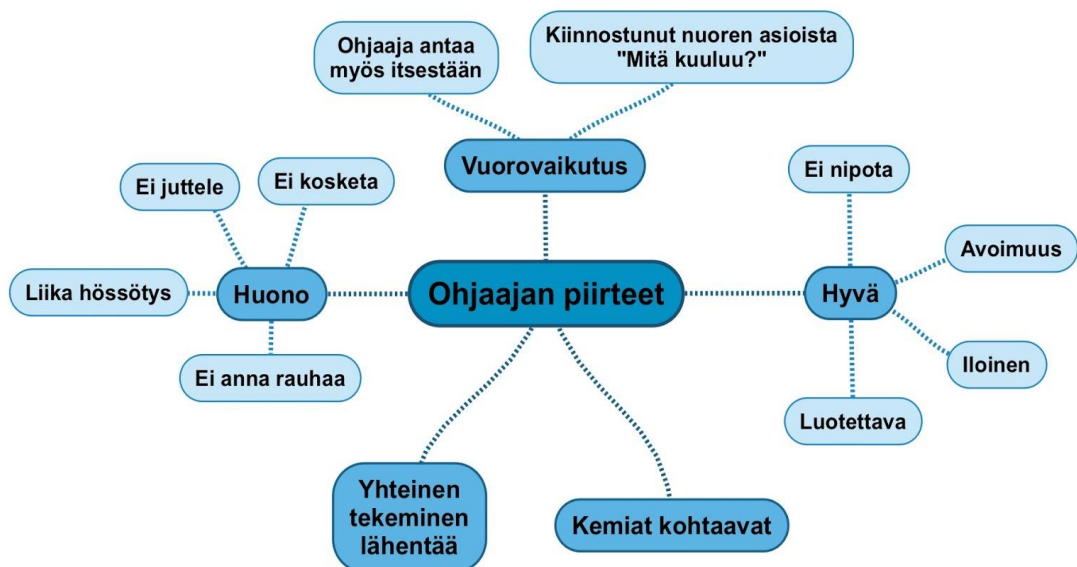 Ohjaaja antaa
myös itsestään
Kiinnostunut nuoren asioista
"Mitä kuuluu?"
Vuorovaikutus
Ei juttele
Ei kosketa
Liika hössötys
Huono
Ei anna rauhaa
Ohjaajan piirteet
Ei nipota
Avoimuus
Hyvä
Iloinen
Luotettava
Yhteinen
tekeminen
lähentää
Kemiat kohtaavat